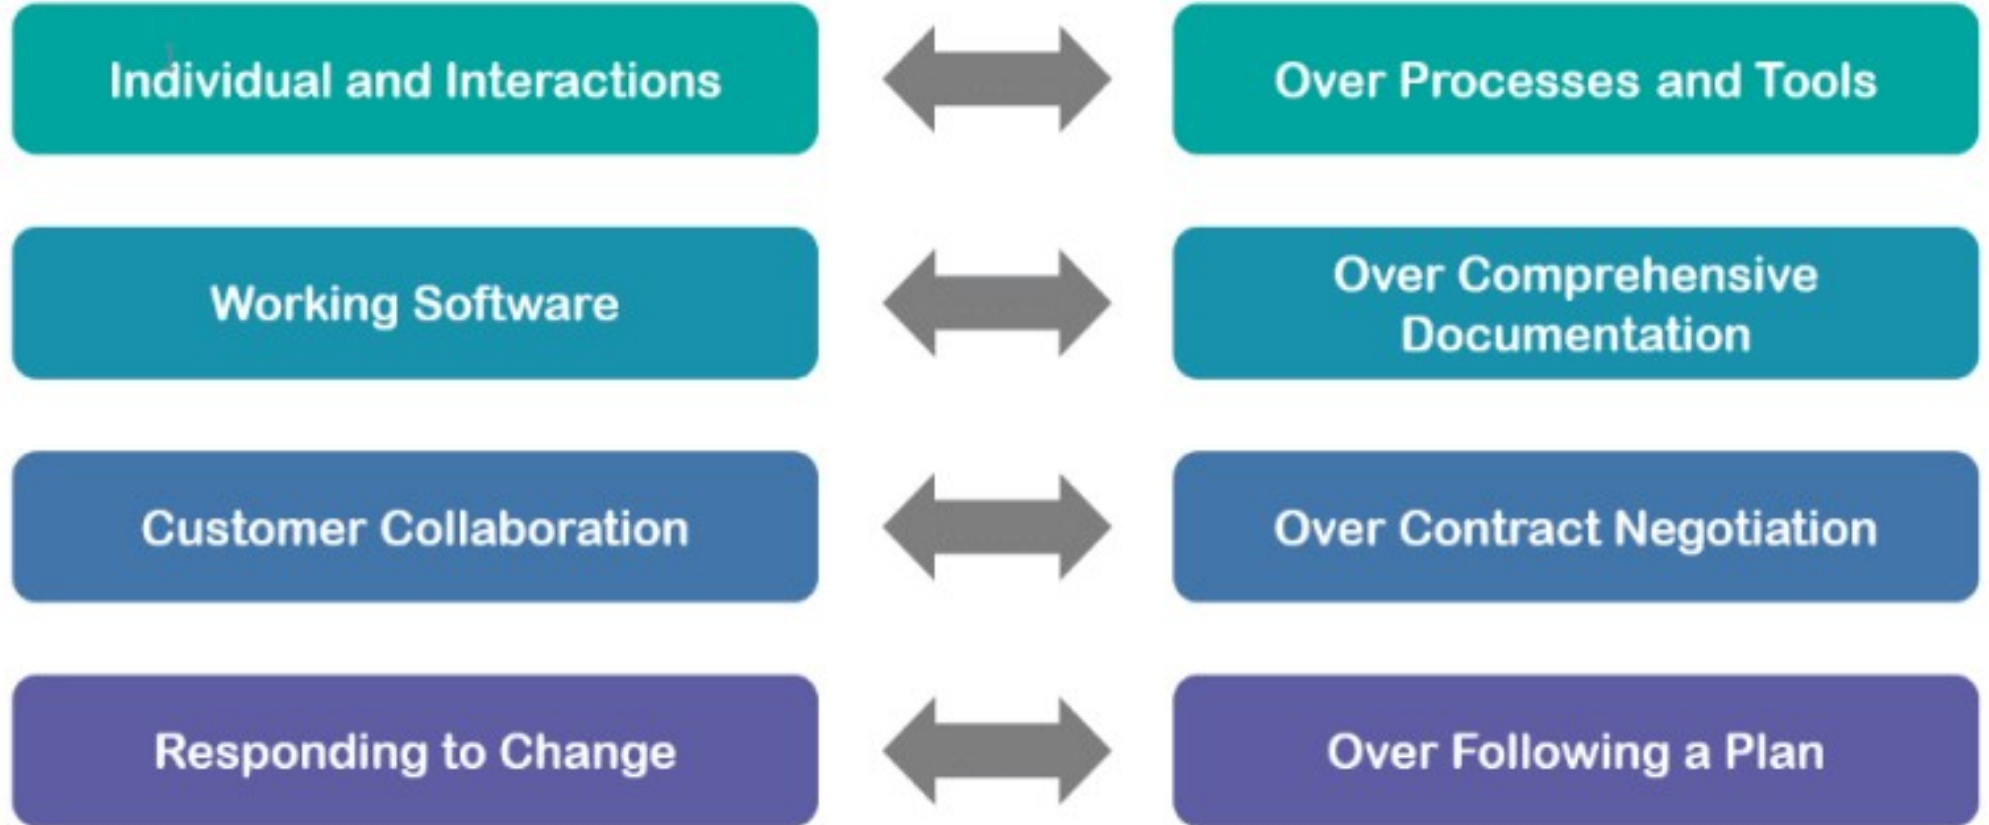 Individual and Interactions
Over Processes and Tools
Working Software
Over Comprehensive
Documentation
Customer Collaboration
Over Contract Negotiation
Responding to Change
Over Following a Plan